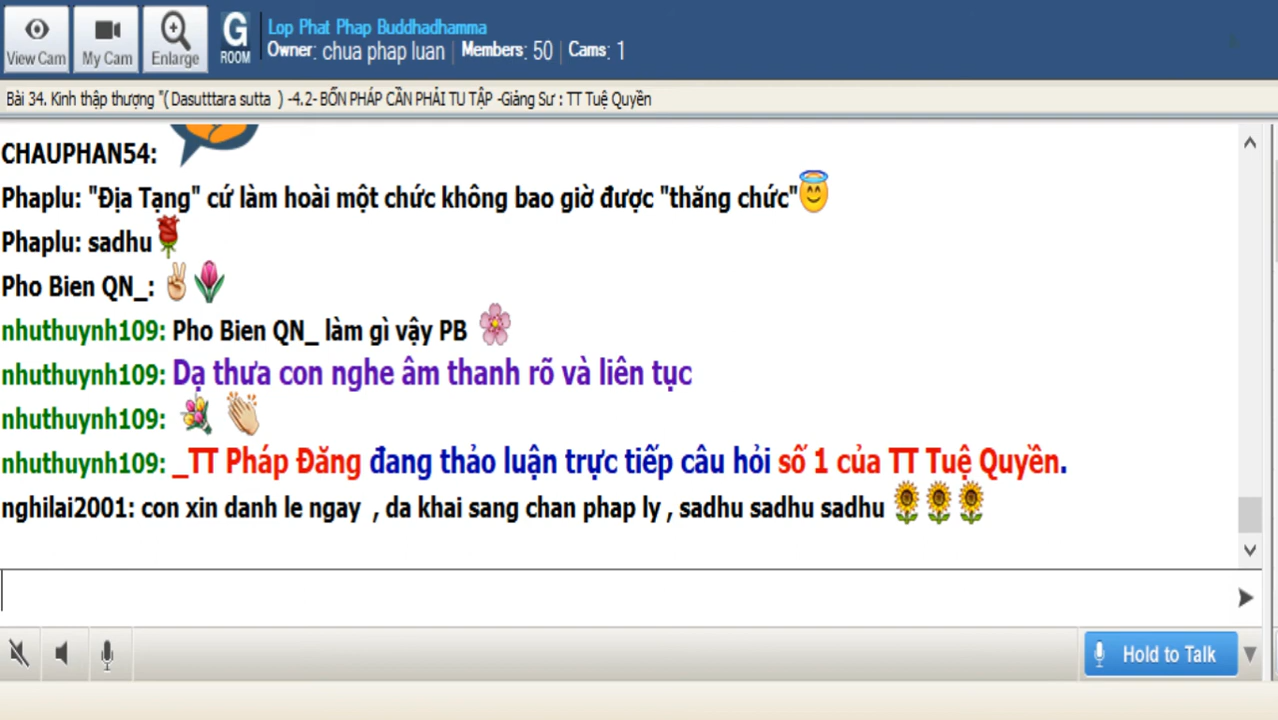 View Cam My Cam Enlarge G ROOM Lop Phat Phap Buddhadhamma
Owner: chua phap luan | Members: 50 | Cams: 1
Bài 34. Kinh thập thượng "( Dasutttara sutta ) -4.2- BỐN PHÁP CẦN PHẢI TU TẬP -Giảng Sư : TT Tuệ Quyền
CHAUPHAN54:
Phaplu: "Địa Tạng" cứ làm hoài một chức không bao giờ được "thăng chức"
Phaplu: sadhu
Pho Bien QN_:
nhuthuynh109: Pho Bien QN_ làm gì vậy PB
nhuthuynh109: Dạ thưa con nghe âm thanh rõ và liên tục
nhuthuynh109:
nhuthuynh109: _TT Pháp Đăng đang thảo luận trực tiếp câu hỏi số 1 của TT Tuệ Quyền.
nghilai2001: con xin danh le ngay , da khai sang chan phap ly , sadhu sadhu sadhu
Hold to Talk